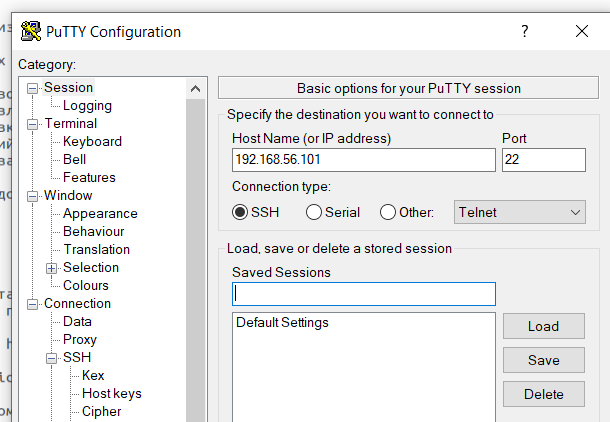 PuTTY Configuration
?
Category:
Session
Logging
Terminal
Keyboard
Bell
Features
Window
Appearance
Behaviour
Translation
Selection
Colours
Connection
Data
Proxy
SSH
Kex
Host keys
Cipher
Basic options for your PuTTY session
Specify the destination you want to connect to
Host Name (or IP address) Port
192.168.56.101 22
Connection type:
SSH Serial Other: Telnet
Load, save or delete a stored session
Saved Sessions
Default Settings
Load
Save
Delete